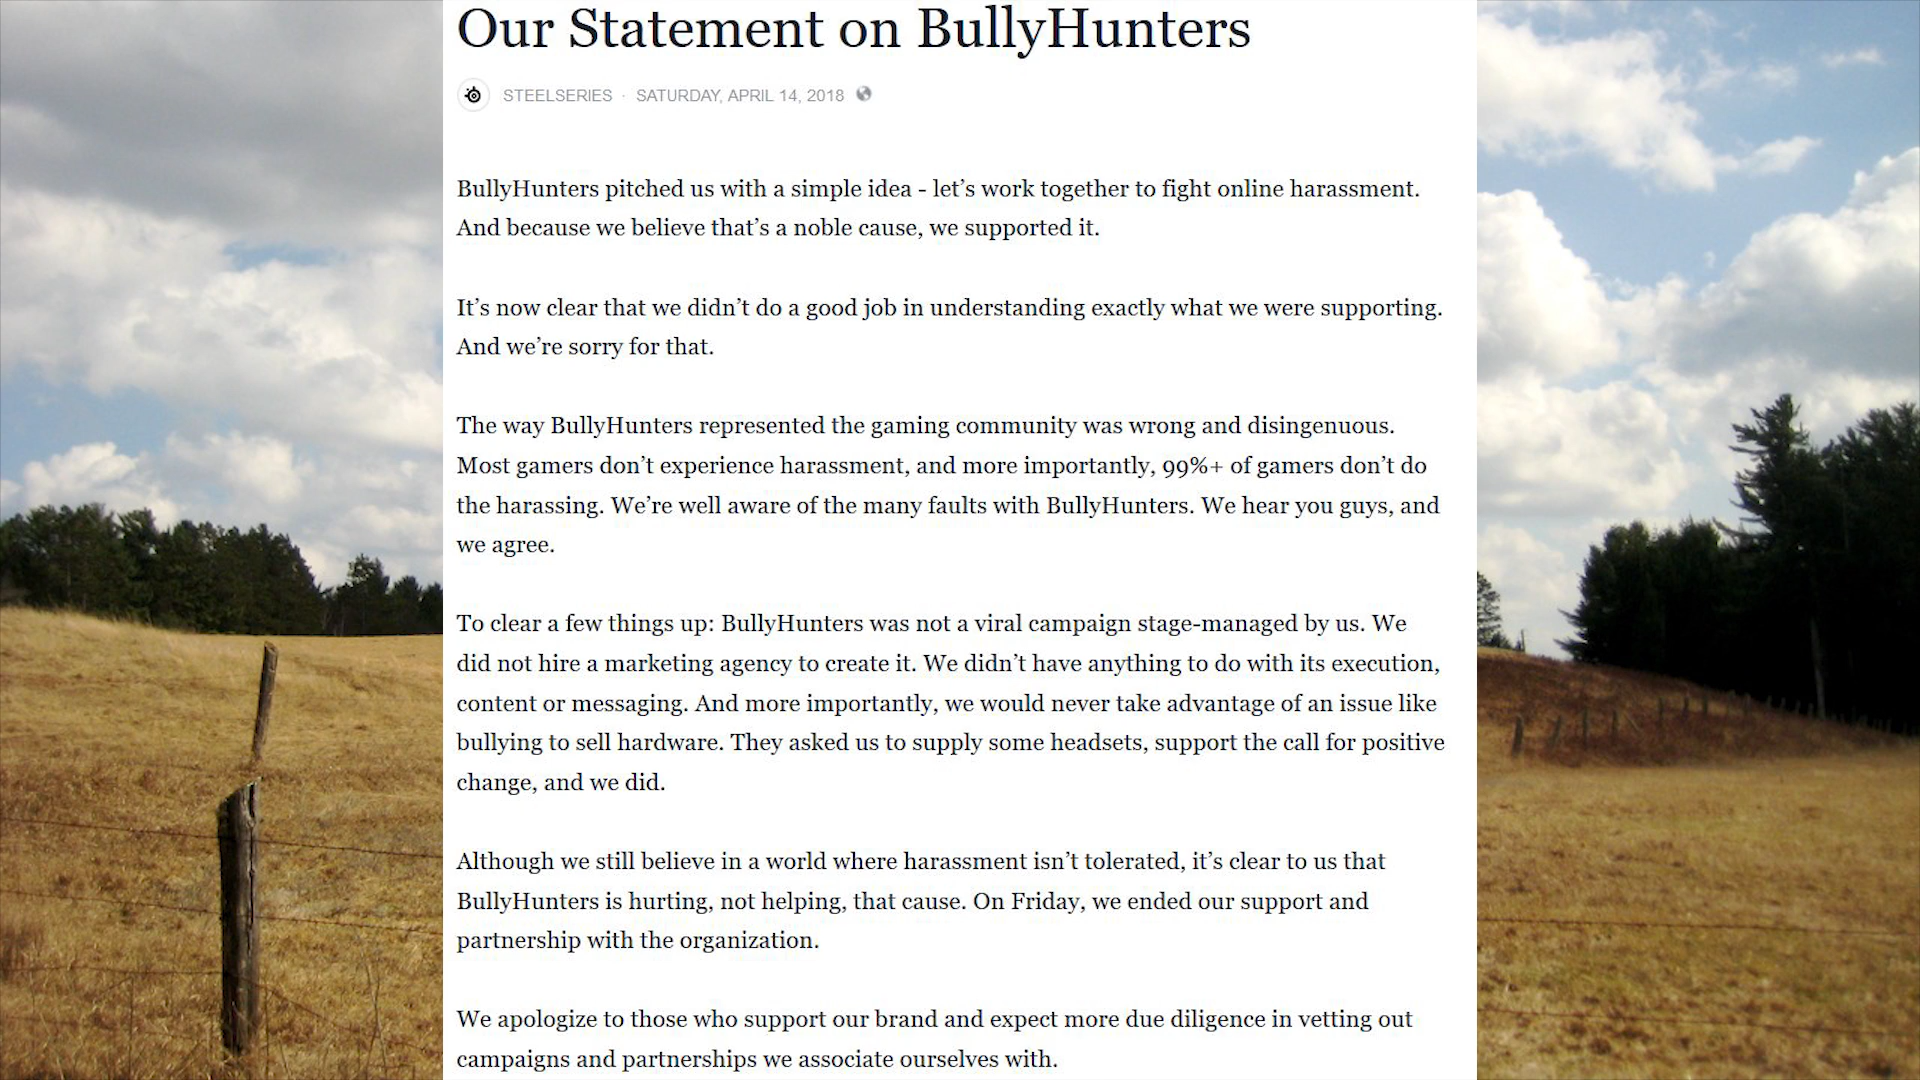 Our Statement on BullyHunters
STEELSERIES · SATURDAY, APRIL 14, 2018
BullyHunters pitched us with a simple idea - let’s work together to fight online harassment.
And because we believe that’s a noble cause, we supported it.
It’s now clear that we didn’t do a good job in understanding exactly what we were supporting.
And we’re sorry for that.
The way BullyHunters represented the gaming community was wrong and disingenuous.
Most gamers don’t experience harassment, and more importantly, 99%+ of gamers don’t do
the harassing. We’re well aware of the many faults with BullyHunters. We hear you guys, and
we agree.
To clear a few things up: BullyHunters was not a viral campaign stage-managed by us. We
did not hire a marketing agency to create it. We didn’t have anything to do with its execution,
content or messaging. And more importantly, we would never take advantage of an issue like
bullying to sell hardware. They asked us to supply some headsets, support the call for positive
change, and we did.
Although we still believe in a world where harassment isn’t tolerated, it’s clear to us that
BullyHunters is hurting, not helping, that cause. On Friday, we ended our support and
partnership with the organization.
We apologize to those who support our brand and expect more due diligence in vetting out
campaigns and partnerships we associate ourselves with.